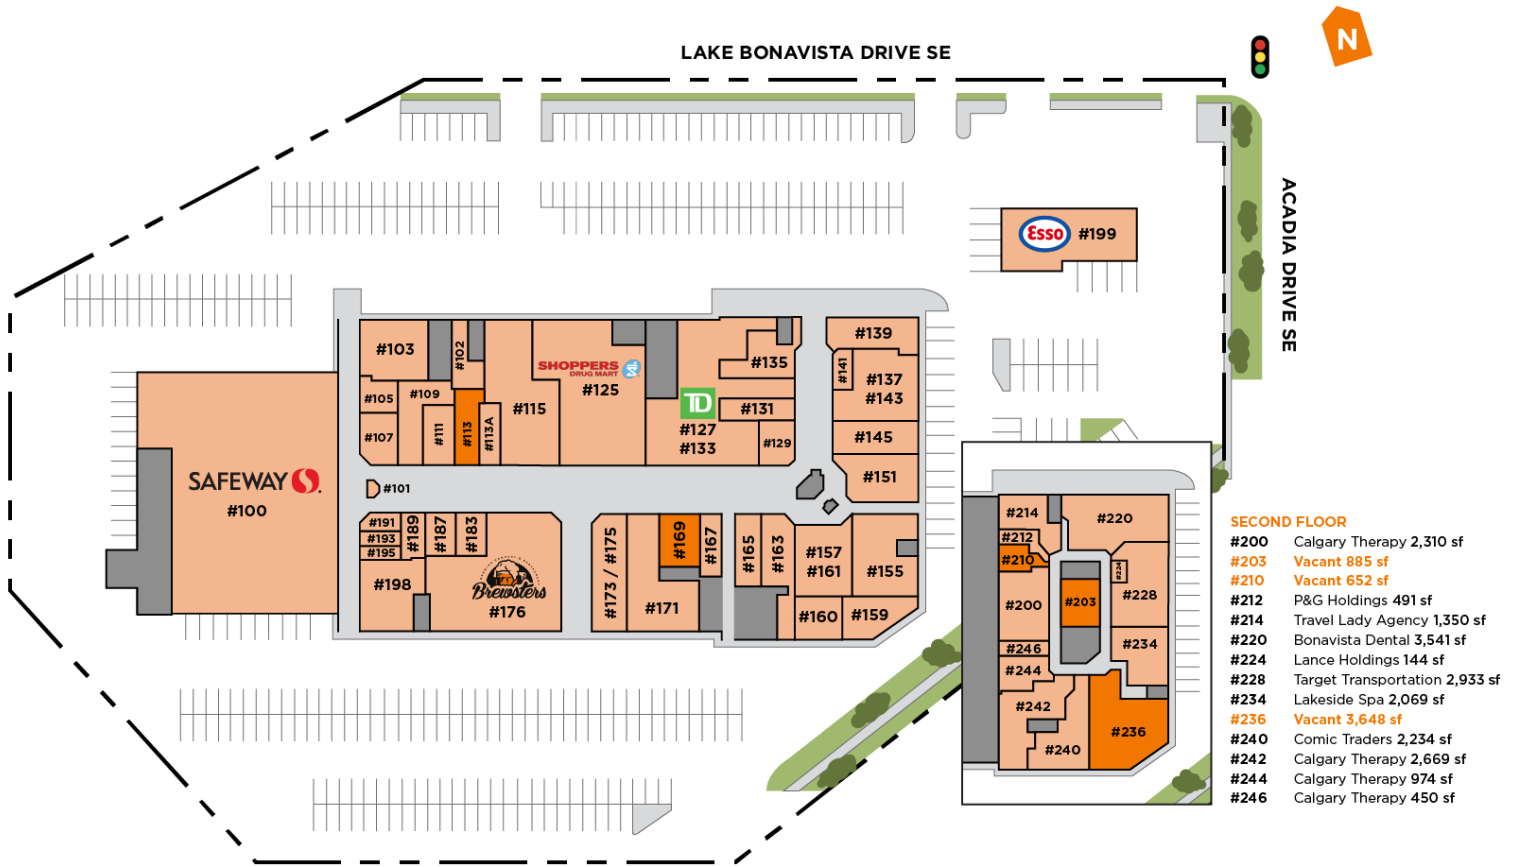 LAKE BONAVISTA DRIVE SE
N
ACADIA DRIVE SE
Esso #199
#103
#102
#105
#109
#107
#111
#113
#113A
#115
SHOPPERS
DRUG MART
#125
TD
#127
#133
#135
#131
#129
#139
#141
#137
#143
#145
#151
SAFEWAY
#100
#101
#191
#193
#195
#189
#187
#183
#198
Brewsters
#176
#173 / #175
#169
#167
#171
#165
#163
#157
#161
#155
#160
#159
#214
#220
#212
#210
#224
#200
#203
#228
#246
#234
#244
#242
#236
#240
SECOND FLOOR
#200 Calgary Therapy 2,310 sf
#203 Vacant 885 sf
#210 Vacant 652 sf
#212 P&G Holdings 491 sf
#214 Travel Lady Agency 1,350 sf
#220 Bonavista Dental 3,541 sf
#224 Lance Holdings 144 sf
#228 Target Transportation 2,933 sf
#234 Lakeside Spa 2,069 sf
#236 Vacant 3,648 sf
#240 Comic Traders 2,234 sf
#242 Calgary Therapy 2,669 sf
#244 Calgary Therapy 974 sf
#246 Calgary Therapy 450 sf